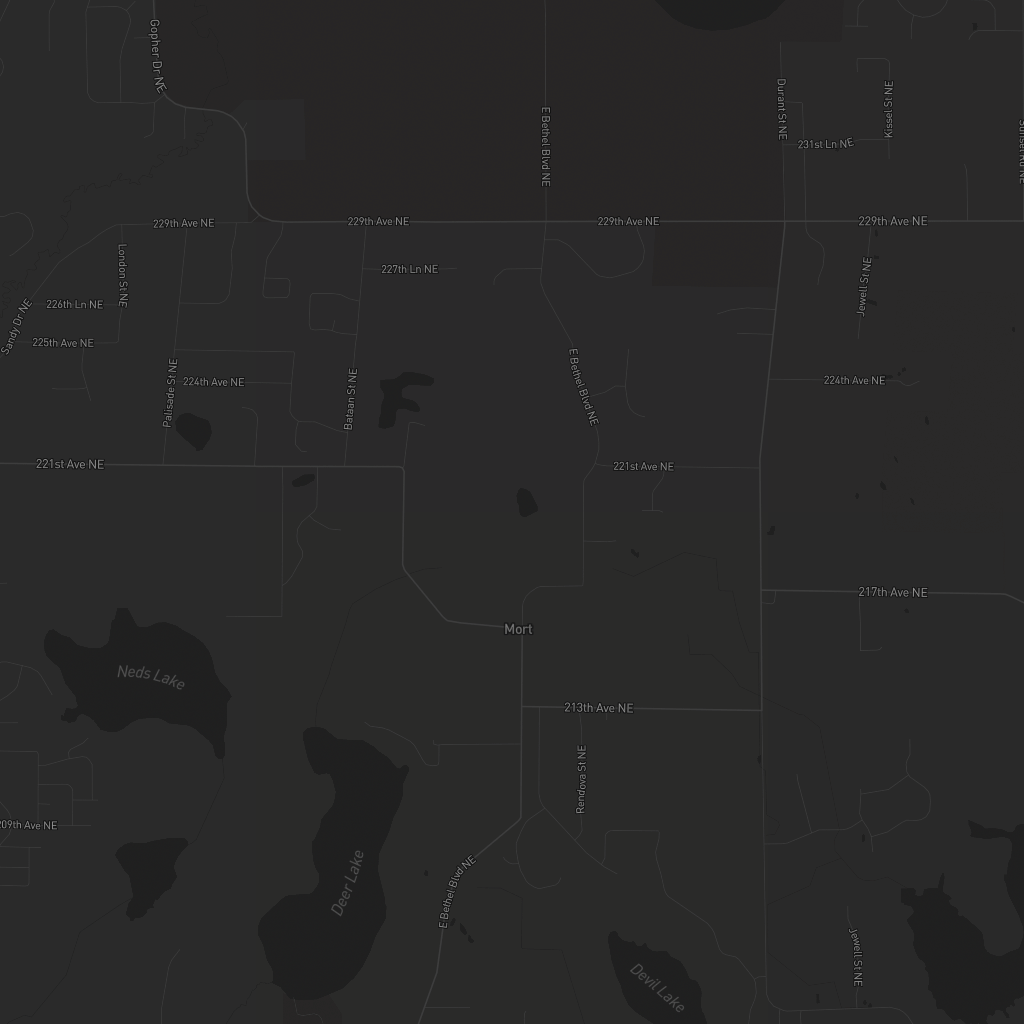 Gopher Dr NE
E Bethel Blvd NE
Durant St NE
Kissel St NE
231st Ln NE
Sunset Rd NE
229th Ave NE
229th Ave NE
229th Ave NE
229th Ave NE
London St NE
227th Ln NE
Jewell St NE
226th Ln NE
Sandy Dr NE
225th Ave NE
Palisade St NE
224th Ave NE
Bataan St NE
E Bethel Blvd NE
224th Ave NE
221st Ave NE
221st Ave NE
217th Ave NE
Mort
Neds Lake
213th Ave NE
Rendova St NE
209th Ave NE
Deer Lake
E Bethel Blvd NE
Jewell St NE
Devil Lake